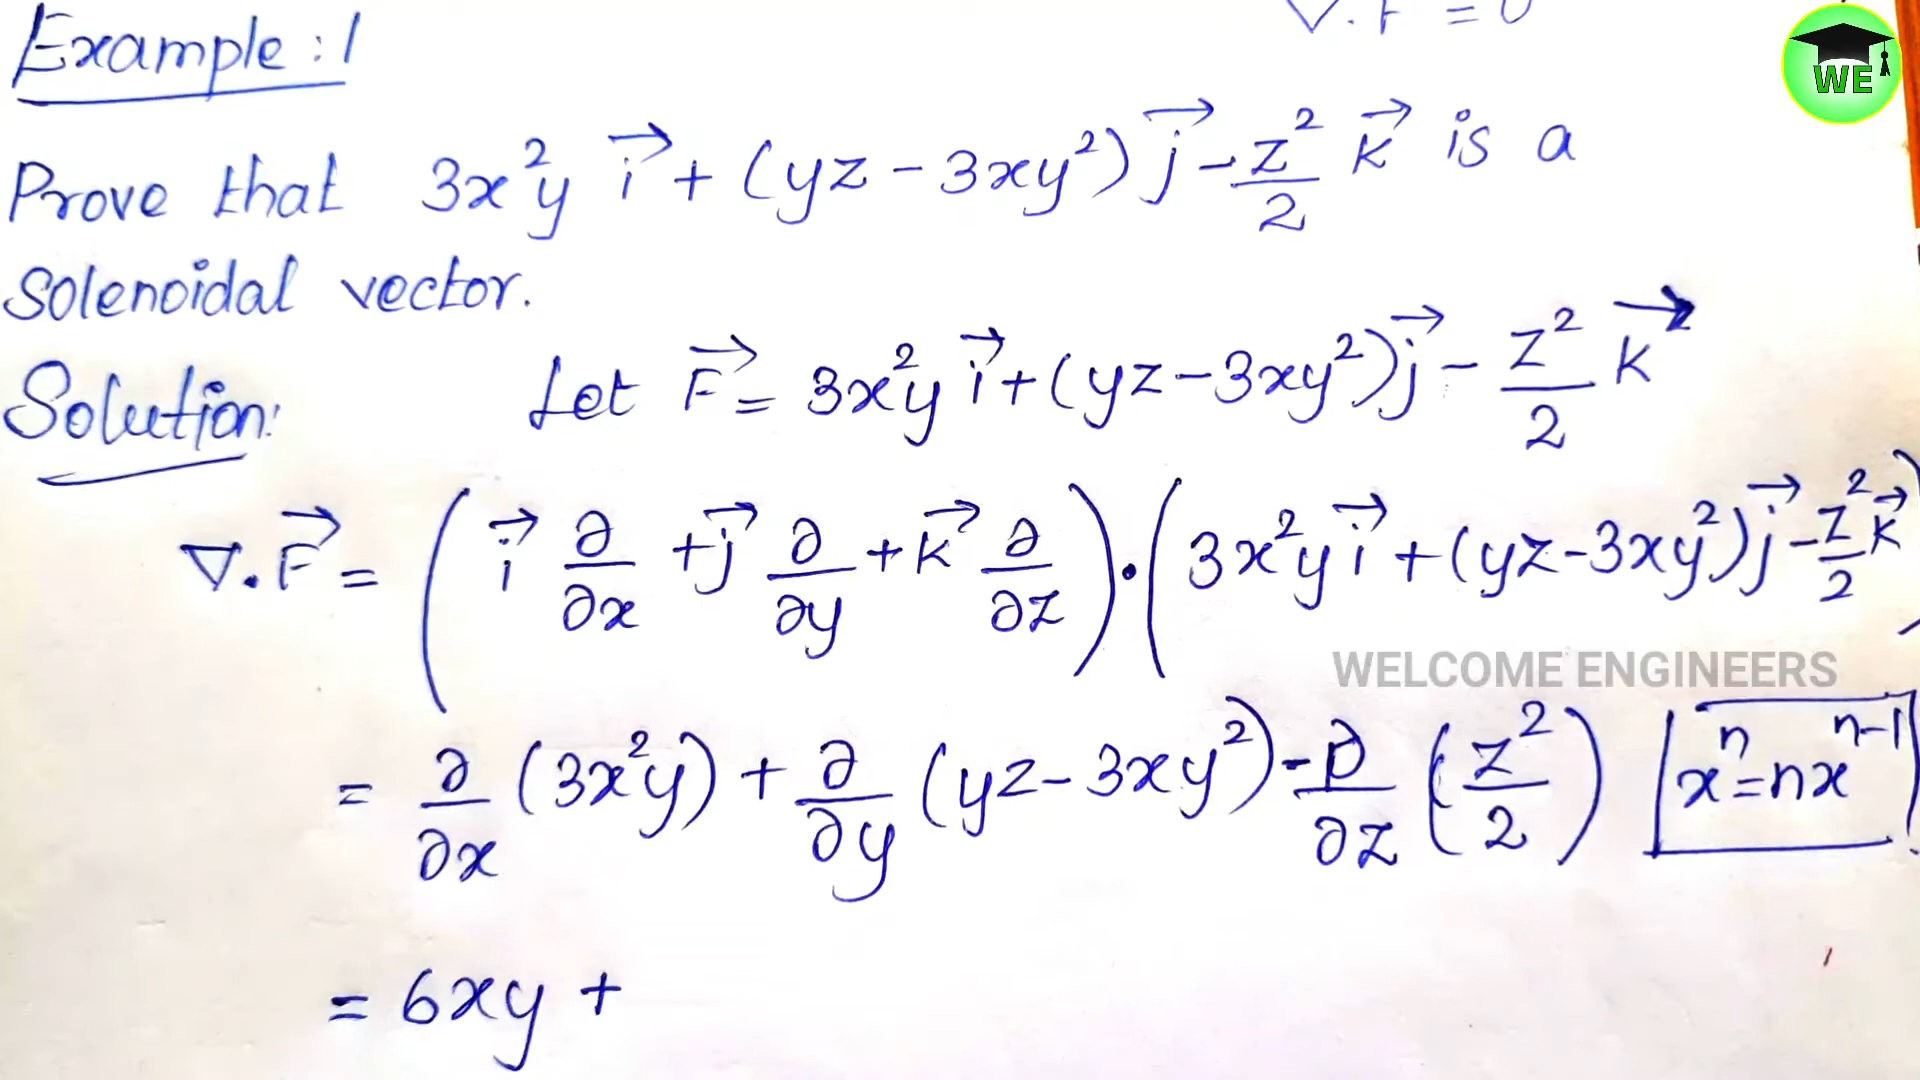 ∇.F = 0
WE
Example:1
Prove that 3x²y i⃗ + (yz - 3xy²) j⃗ - z²/2 k⃗ is a
Solenoidal vector.
Solution: Let F⃗ = 3x²y i⃗ + (yz - 3xy²) j⃗ - z²/2 k⃗
∇.F⃗ = (i⃗ ∂/∂x + j⃗ ∂/∂y + k⃗ ∂/∂z) . (3x²y i⃗ + (yz - 3xy²) j⃗ - z²/2 k⃗)
WELCOME ENGINEERS
= ∂/∂x (3x²y) + ∂/∂y (yz - 3xy²) - ∂/∂z (z²/2) xⁿ = nxⁿ⁻¹
= 6xy +